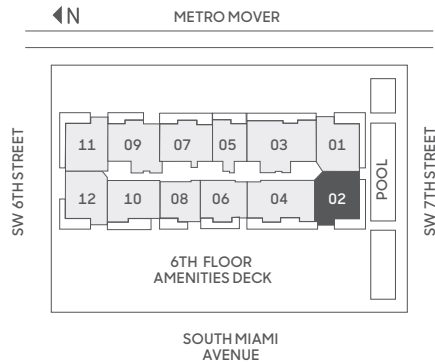 N
METRO MOVER
SW 6TH STREET
11 09 07 05 03 01
12 10 08 06 04 02
POOL
SW 7TH STREET
6TH FLOOR
AMENITIES DECK
SOUTH MIAMI
AVENUE